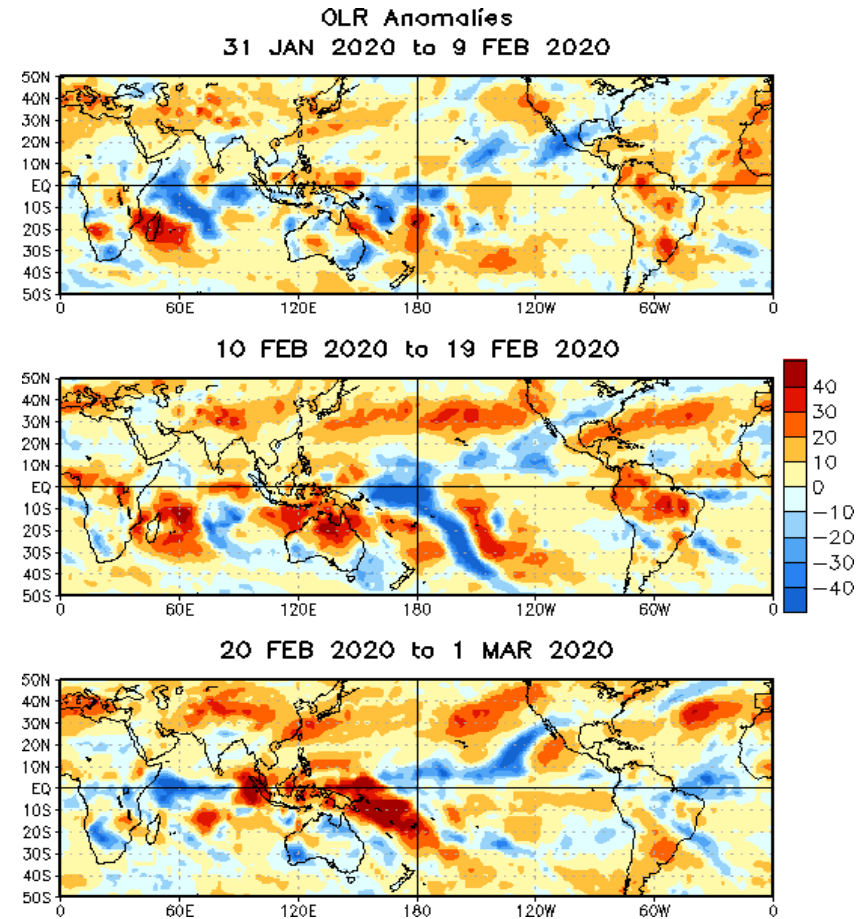 OLR Anomalies
31 JAN 2020 to 9 FEB 2020
50N
40N
30N
20N
10N
EQ
10S
20S
30S
40S
50S
0 60E 120E 180 120W 60W 0
10 FEB 2020 to 19 FEB 2020
50N
40N
30N
20N
10N
EQ
10S
20S
30S
40S
50S
0 60E 120E 180 120W 60W 0
40
30
20
10
0
-10
-20
-30
-40
20 FEB 2020 to 1 MAR 2020
50N
40N
30N
20N
10N
EQ
10S
20S
30S
40S
50S
0 60E 120E 180 120W 60W 0